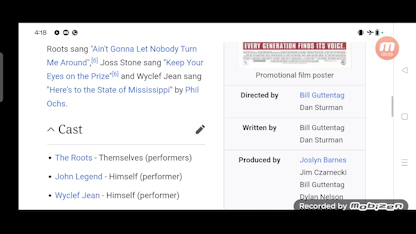 4:18
Roots sang "Ain't Gonna Let Nobody Turn
Me Around",[6] Joss Stone sang "Keep Your
Eyes on the Prize"[6] and Wyclef Jean sang
"Here's to the State of Mississippi" by Phil
Ochs.
Cast
• The Roots - Themselves (performers)
• John Legend - Himself (performer)
• Wyclef Jean - Himself (performer)
EVERY GENERATION FINDS ITS VOICE.
Promotional film poster
Directed by
Bill Guttentag
Dan Sturman
Written by
Bill Guttentag
Dan Sturman
Produced by
Joslyn Barnes
Jim Czarnecki
Bill Guttentag
Dylan Nelson
Recorded by MOBIZEN